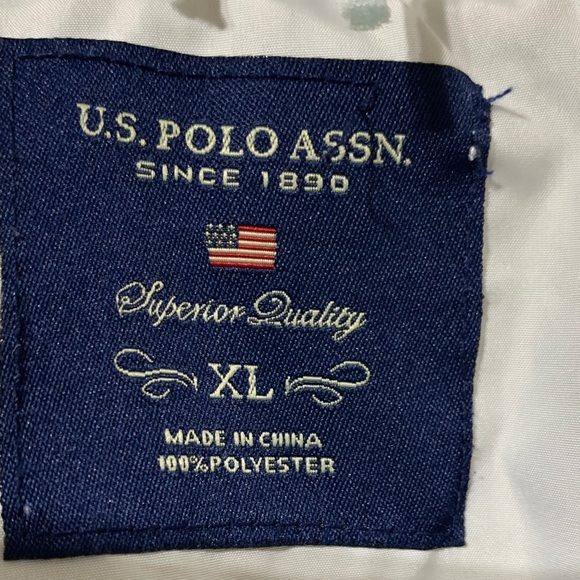 U.S. POLO ASSN.
SINCE 1890
Superior Quality
XL
MADE IN CHINA
100%POLYESTER